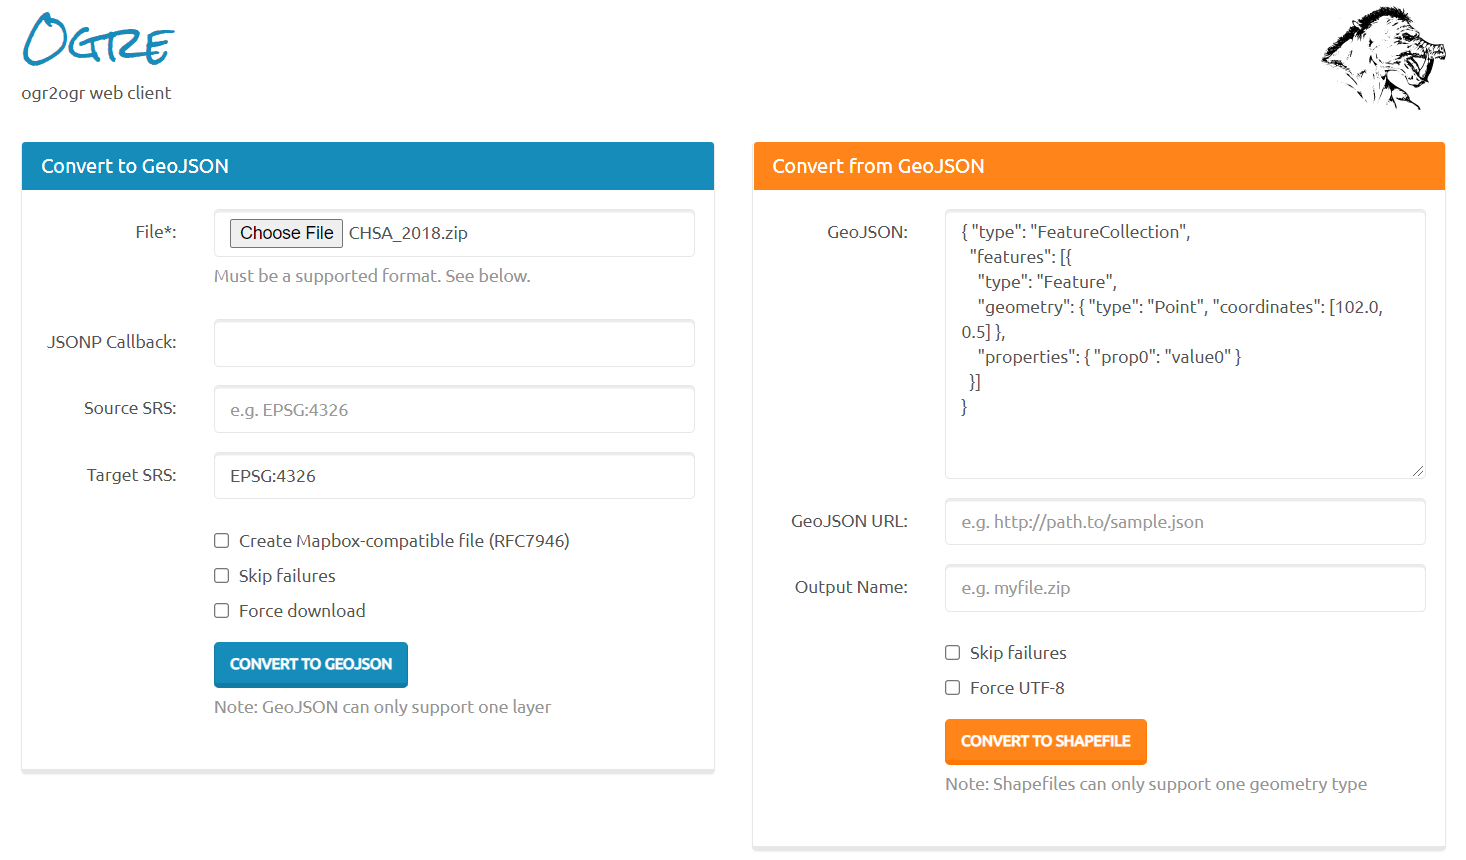 Ogre
ogr2ogr web client
Convert to GeoJSON
File*:
Choose File CHSA_2018.zip
Must be a supported format. See below.
JSONP Callback:
Source SRS:
e.g. EPSG:4326
Target SRS:
EPSG:4326
Create Mapbox-compatible file (RFC7946)
Skip failures
Force download
CONVERT TO GEOJSON
Note: GeoJSON can only support one layer
Convert from GeoJSON
GeoJSON:
{ "type": "FeatureCollection",
"features": [{
"type": "Feature",
"geometry": { "type": "Point", "coordinates": [102.0,
0.5] },
"properties": { "prop0": "value0" }
}]
}
GeoJSON URL:
e.g. http://path.to/sample.json
Output Name:
e.g. myfile.zip
Skip failures
Force UTF-8
CONVERT TO SHAPEFILE
Note: Shapefiles can only support one geometry type